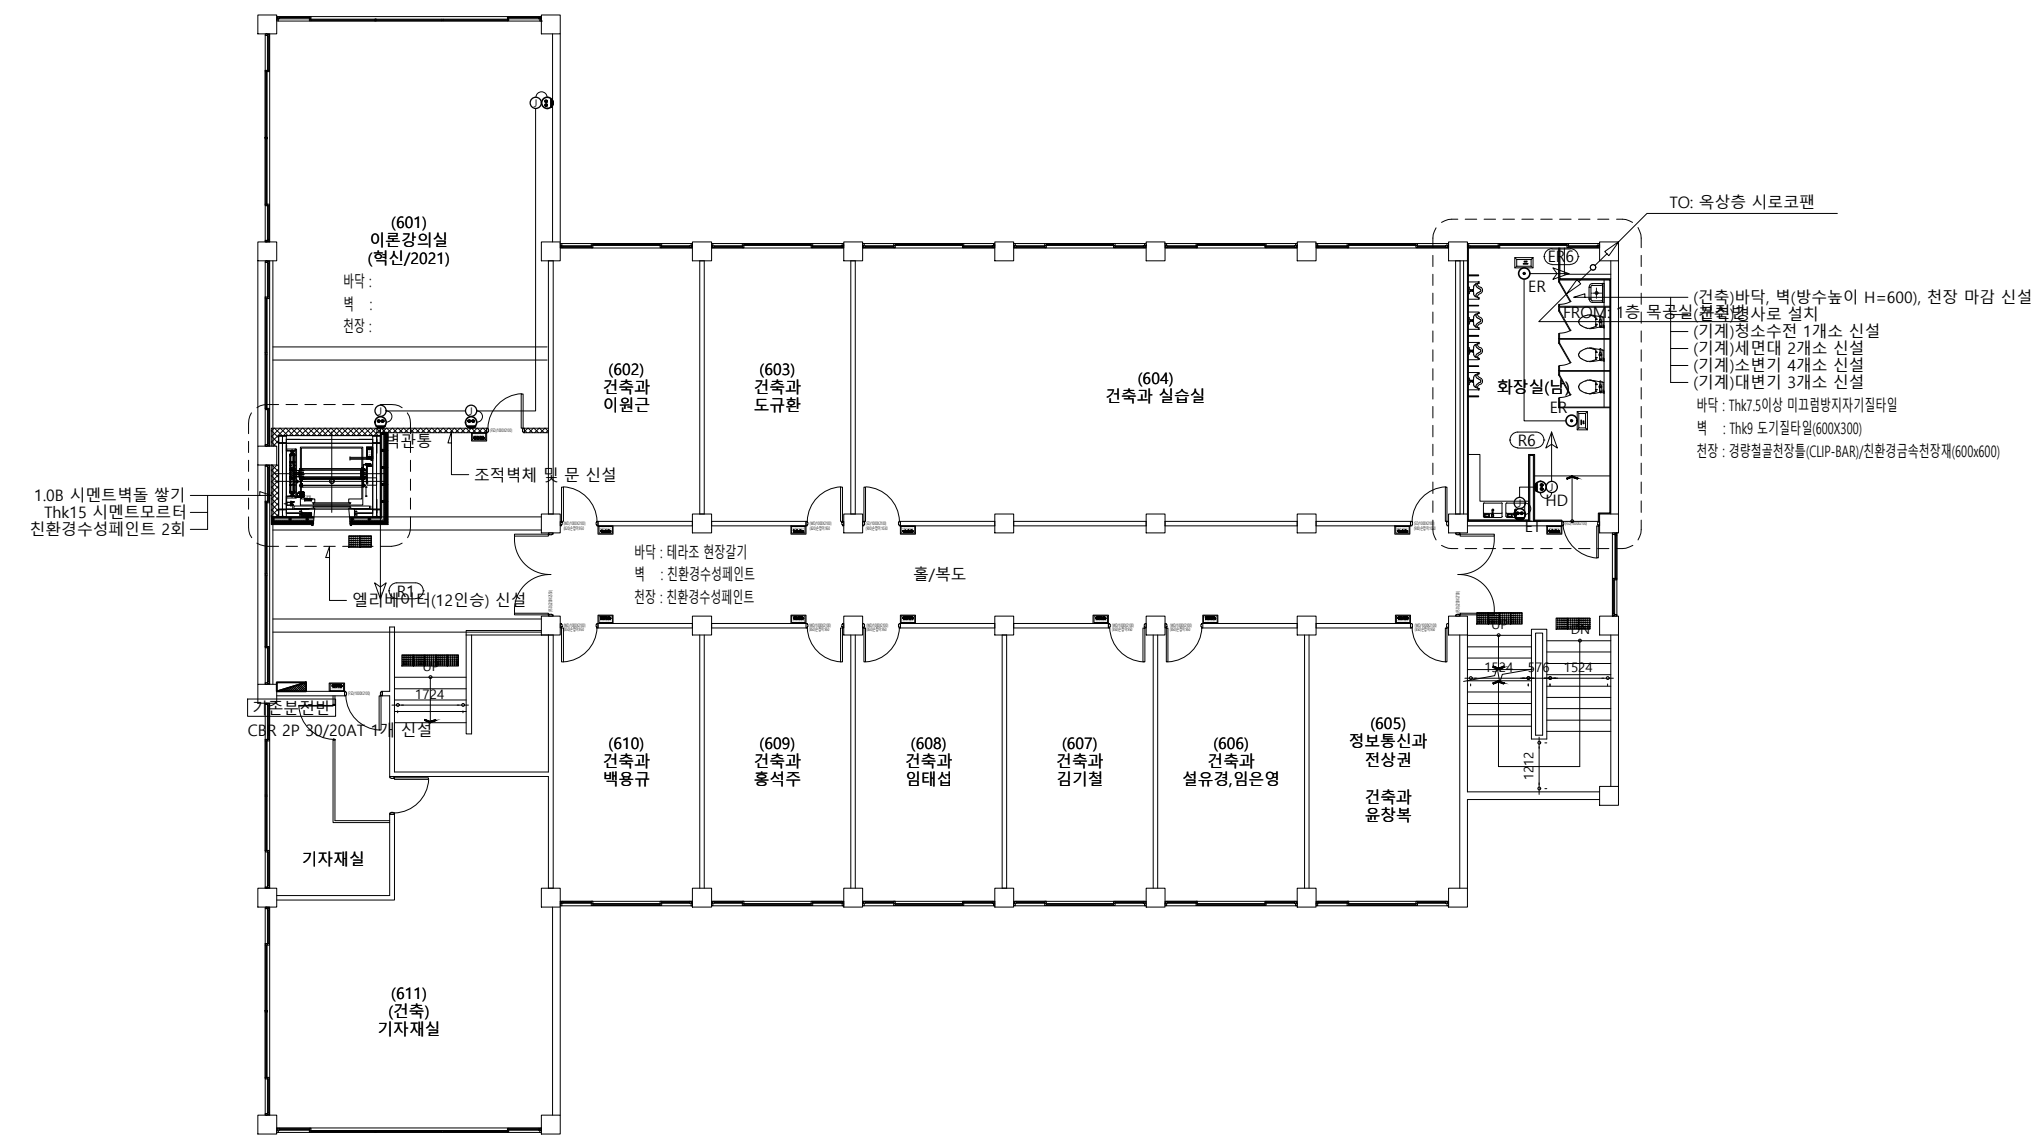 TO: 옥상층 시로코팬
(601)
이론강의실
(혁신/2021)
바닥 :
벽 :
천장 :
ER6
ER
(건축)바닥, 벽(방수높이 H=600), 천장 마감 신설
FROM: 1층 목공실
(건축)경사로 설치
(기계)청소수전 1개소 신설
(기계)세면대 2개소 신설
(기계)소변기 4개소 신설
(기계)대변기 3개소 신설
바닥 : Thk7.5이상 미끄럼방지자기질타일
벽 : Thk9 도기질타일(600X300)
천장 : 경량철골천장틀(CLIP-BAR)/친환경금속천장재(600x600)
화장실(남)
ER
R6
HD
ET
(602)
건축과
이원근
(603)
건축과
도규환
(604)
건축과 실습실
벽관통
조적벽체 및 문 신설
1.0B 시멘트벽돌 쌓기
Thk15 시멘트모르터
친환경수성페인트 2회
바닥 : 테라조 현장갈기
벽 : 친환경수성페인트
천장 : 친환경수성페인트
홀/복도
R1
엘리베이터(12인승) 신설
UP
1724
기존분전반
CBR 2P 30/20AT 1개 신설
UP
DN
1524
576
1524
1212
(610)
건축과
백용규
(609)
건축과
홍석주
(608)
건축과
임태섭
(607)
건축과
김기철
(606)
건축과
설유경,임은영
(605)
정보통신과
전상권
건축과
윤창복
기자재실
(611)
(건축)
기자재실